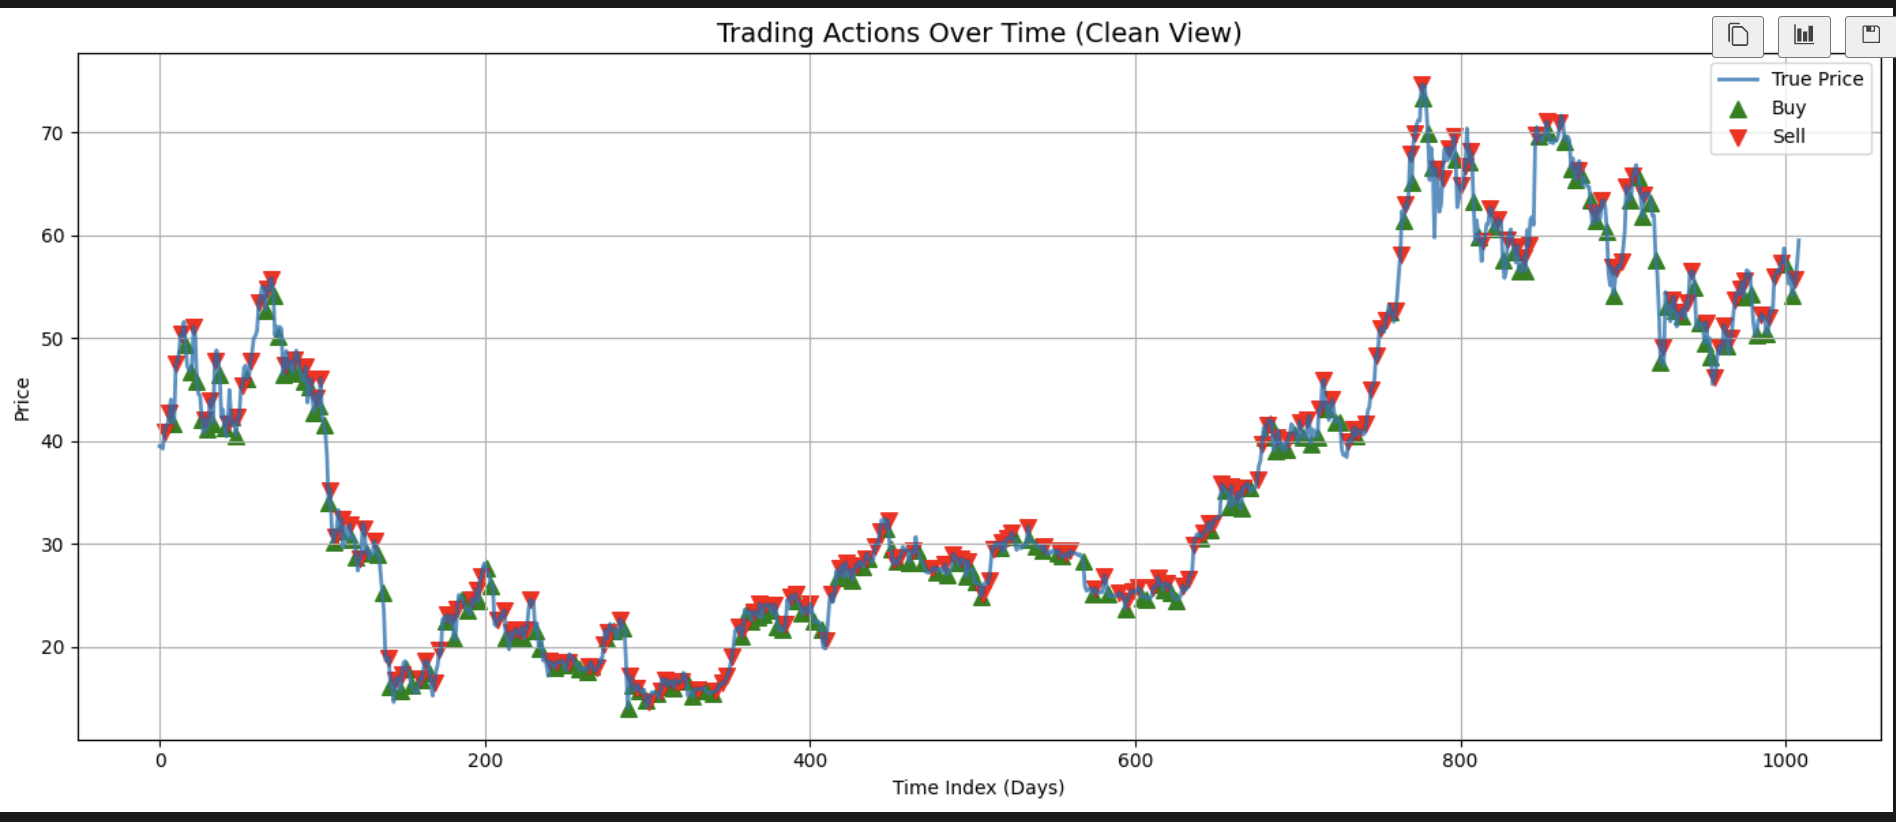 Trading Actions Over Time (Clean View)
True Price
Buy
Sell
Price
70
60
50
40
30
20
0 200 400 600 800 1000
Time Index (Days)